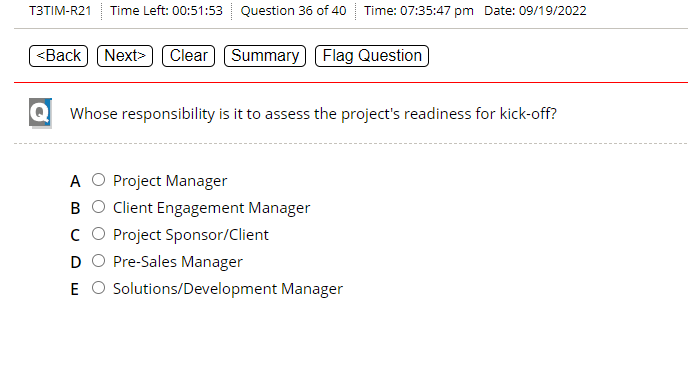 T3TIM-R21 Time Left: 00:51:53 Question 36 of 40 Time: 07:35:47 pm Date: 09/19/2022
<Back Next> Clear Summary Flag Question
Q Whose responsibility is it to assess the project's readiness for kick-off?
A Project Manager
B Client Engagement Manager
C Project Sponsor/Client
D Pre-Sales Manager
E Solutions/Development Manager